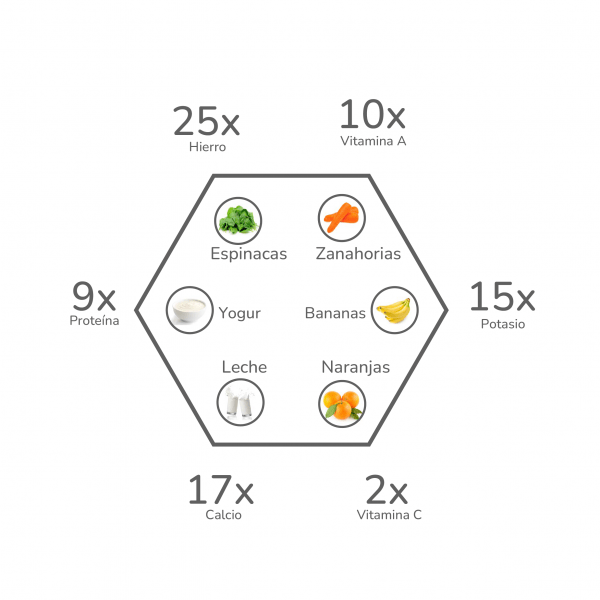 25x
Hierro
10x
Vitamina A
Espinacas
Zanahorias
9x
Proteína
Yogur
Bananas
15x
Potasio
Leche
Naranjas
17x
Calcio
2x
Vitamina C